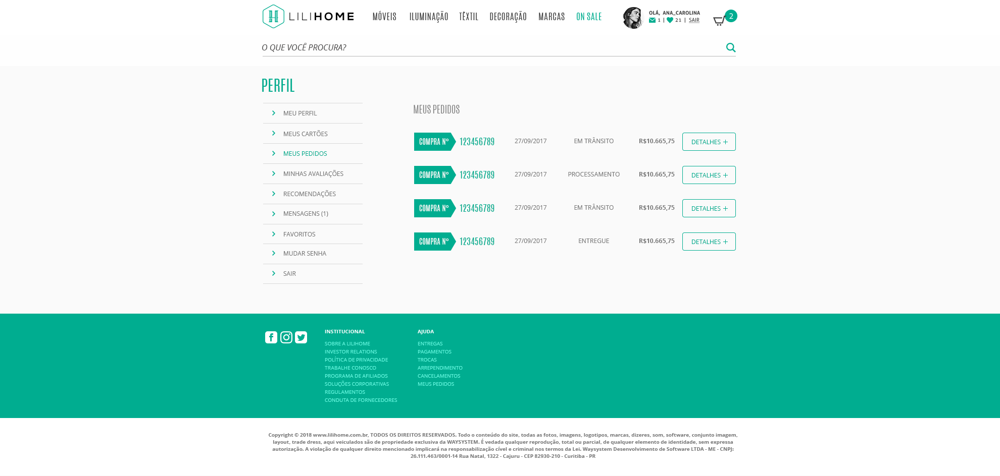 LILIHOME
MÓVEIS ILUMINAÇÃO TÊXTIL DECORAÇÃO MARCAS ON SALE
OLÁ, ANA_CAROLINA
1 | 21 | SAIR
2
O QUE VOCÊ PROCURA?
PERFIL
MEU PERFIL
MEUS CARTÕES
MEUS PEDIDOS
MINHAS AVALIAÇÕES
RECOMENDAÇÕES
MENSAGENS (1)
FAVORITOS
MUDAR SENHA
SAIR
MEUS PEDIDOS
COMPRA Nº 123456789 27/09/2017 EM TRÂNSITO R$10.665,75 DETALHES +
COMPRA Nº 123456789 27/09/2017 PROCESSAMENTO R$10.665,75 DETALHES +
COMPRA Nº 123456789 27/09/2017 EM TRÂNSITO R$10.665,75 DETALHES +
COMPRA Nº 123456789 27/09/2017 ENTREGUE R$10.665,75 DETALHES +
INSTITUCIONAL
SOBRE A LILIHOME
INVESTOR RELATIONS
POLÍTICA DE PRIVACIDADE
TRABALHE CONOSCO
PROGRAMA DE AFILIADOS
SOLUÇÕES CORPORATIVAS
REGULAMENTOS
CONDUTA DE FORNECEDORES
AJUDA
ENTREGAS
PAGAMENTOS
TROCAS
ARREPENDIMENTO
CANCELAMENTOS
MEUS PEDIDOS
Copyright © 2018 www.lilihome.com.br, TODOS OS DIREITOS RESERVADOS. Todo o conteúdo do site, todas as fotos, imagens, logotipos, marcas, dizeres, som, software, conjunto imagem,
layout, trade dress, aqui veiculados são de propriedade exclusiva da WAYSYSTEM. É vedada qualquer reprodução, total ou parcial, de qualquer elemento de identidade, sem expressa
autorização. A violação de qualquer direito mencionado implicará na responsabilização cível e criminal nos termos da Lei. Waysystem Desenvolvimento de Software LTDA - ME - CNPJ:
26.111.463/0001-14 Rua Natal, 1322 - Cajuru - CEP 82930-210 - Curitiba - PR